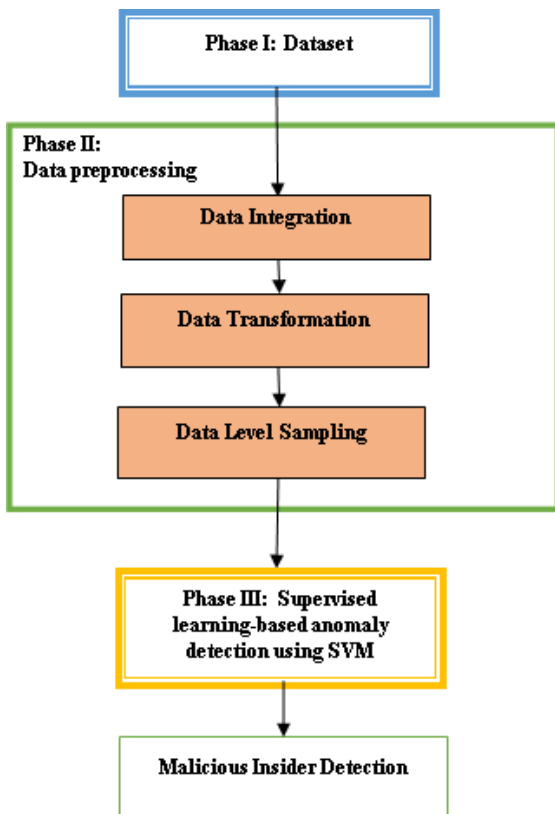 Phase I: Dataset
Phase II:
Data preprocessing
Data Integration
Data Transformation
Data Level Sampling
Phase III: Supervised
learning-based anomaly
detection using SVM
Malicious Insider Detection